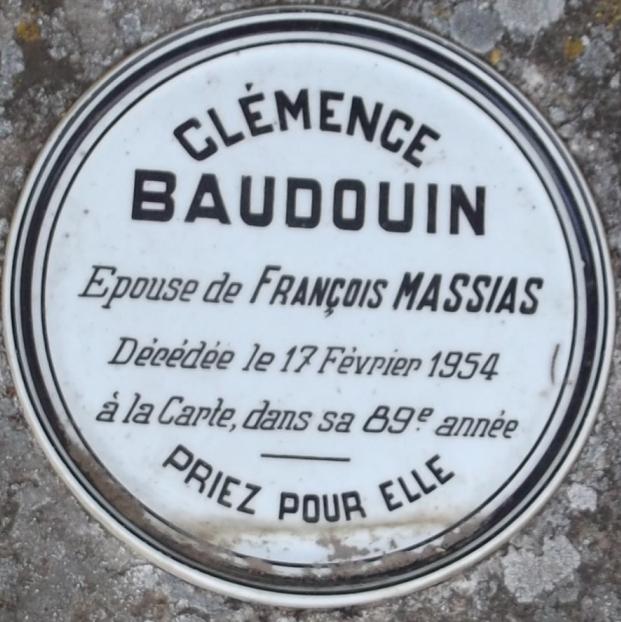 CLÉMENCE
BAUDOUIN
Epouse de FRANÇOIS MASSIAS
Décédée le 17 Février 1954
à la Carte, dans sa 89e année
PRIEZ POUR ELLE